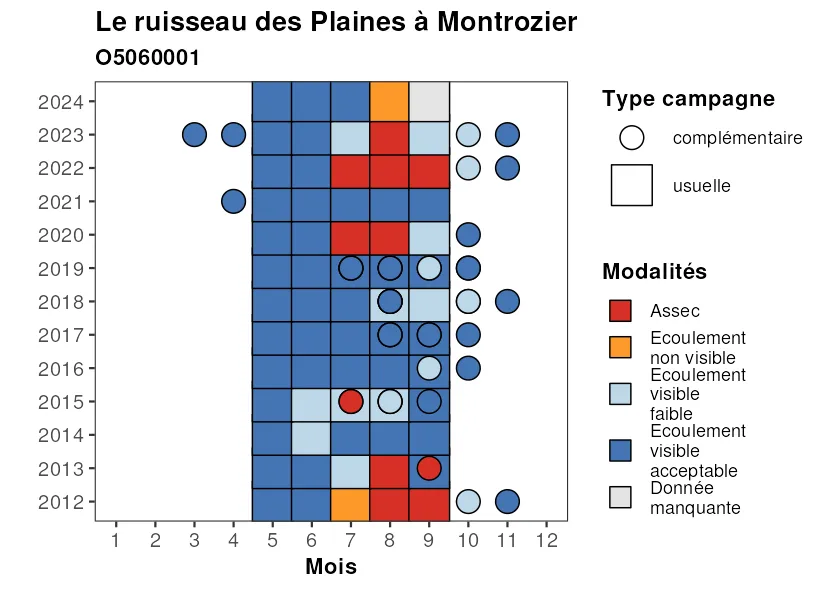 Le ruisseau des Plaines à Montrozier
O5060001
2024
2023
2022
2021
2020
2019
2018
2017
2016
2015
2014
2013
2012
1 2 3 4 5 6 7 8 9 10 11 12
Mois
Type campagne
complémentaire
usuelle
Modalités
Assec
Ecoulement
non visible
Ecoulement
visible
faible
Ecoulement
visible
acceptable
Donnée
manquante